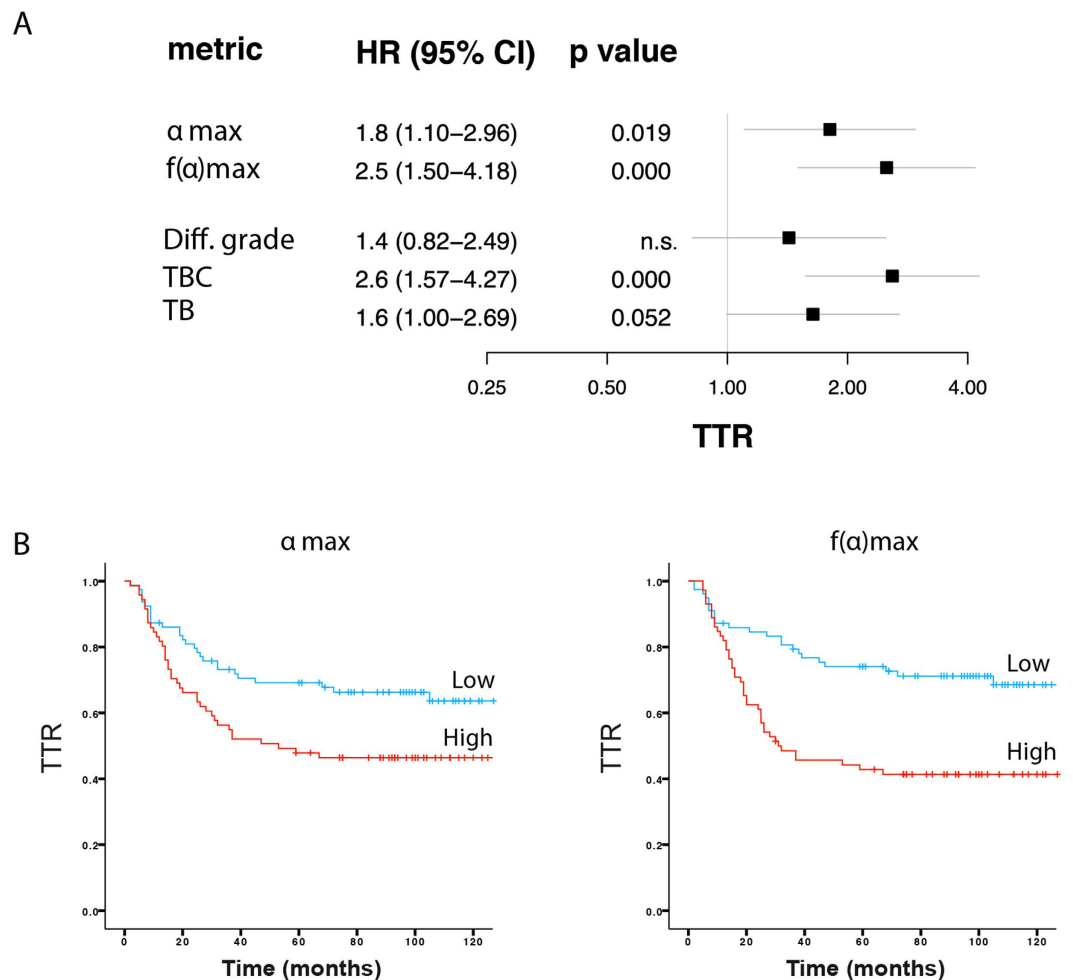 A
metric HR (95% CI) p value
α max 1.8 (1.10–2.96) 0.019
f(α)max 2.5 (1.50–4.18) 0.000
Diff. grade 1.4 (0.82–2.49) n.s.
TBC 2.6 (1.57–4.27) 0.000
TB 1.6 (1.00–2.69) 0.052
0.25 0.50 1.00 2.00 4.00
TTR
B
α max
TTR
1.0
0.8
0.6
0.4
0.2
0.0
Low
High
0 20 40 60 80 100 120
Time (months)
f(α)max
TTR
1.0
0.8
0.6
0.4
0.2
0.0
Low
High
0 20 40 60 80 100 120
Time (months)